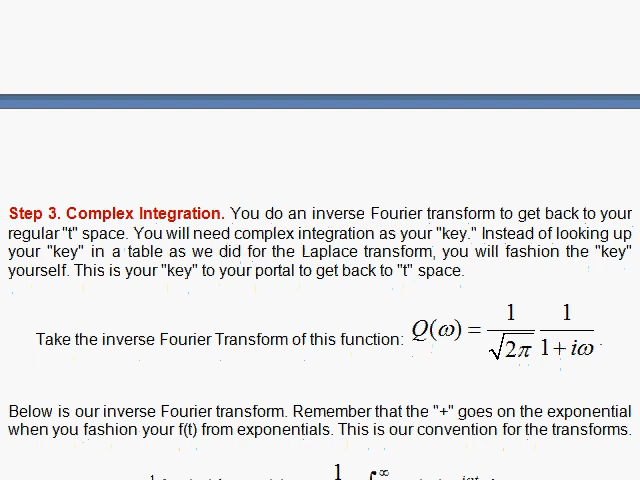 Step 3. Complex Integration. You do an inverse Fourier transform to get back to your
regular "t" space. You will need complex integration as your "key." Instead of looking up
your "key" in a table as we did for the Laplace transform, you will fashion the "key"
yourself. This is your "key" to your portal to get back to "t" space.
Take the inverse Fourier Transform of this function: Q(ω) = 1/√2π 1/1+iω .
Below is our inverse Fourier transform. Remember that the "+" goes on the exponential
when you fashion your f(t) from exponentials. This is our convention for the transforms.
1 ∫ ∞